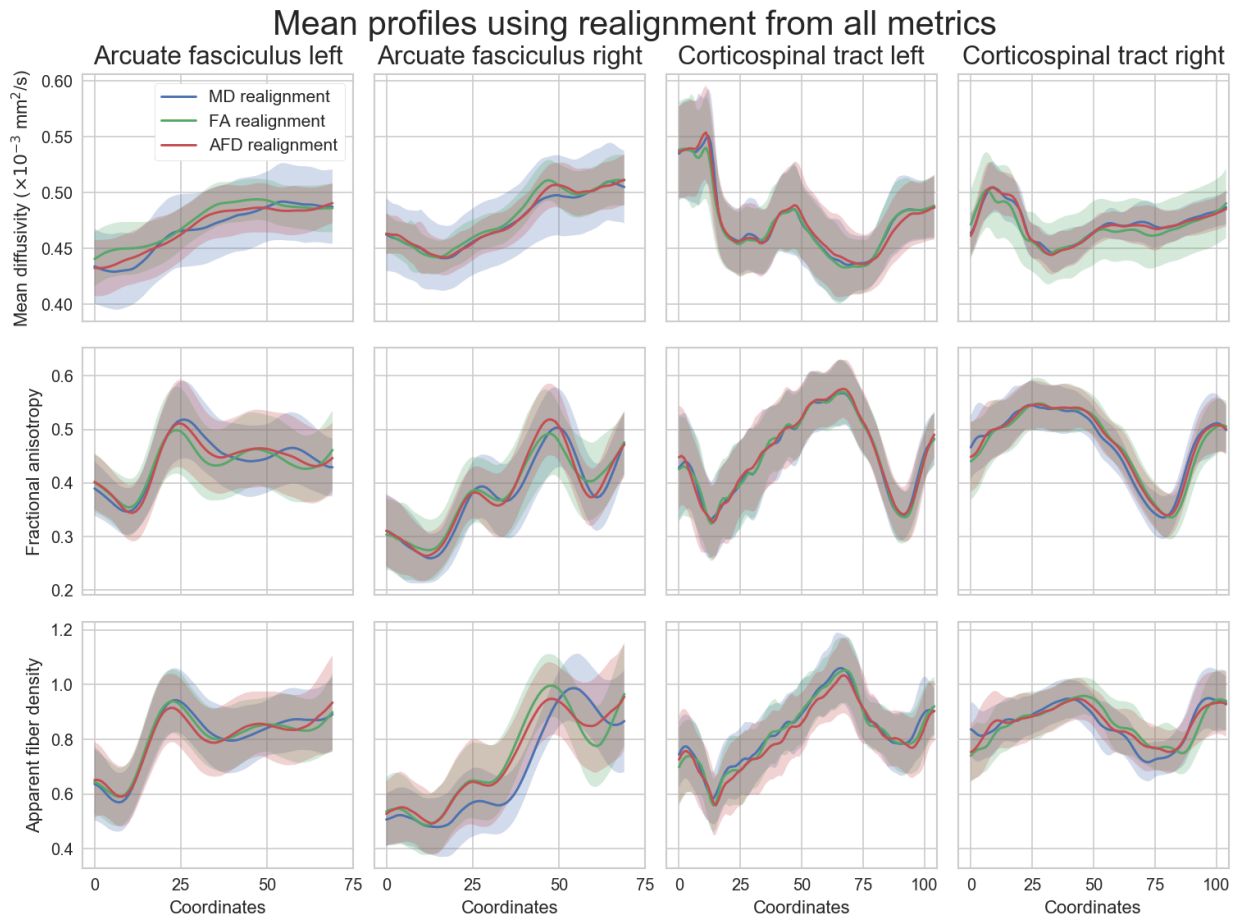 Mean profiles using realignment from all metrics
Arcuate fasciculus left
Arcuate fasciculus right
Corticospinal tract left
Corticospinal tract right
Mean diffusivity (×10⁻³ mm²/s)
0.60
0.55
0.50
0.45
0.40
MD realignment
FA realignment
AFD realignment
Fractional anisotropy
0.6
0.5
0.4
0.3
0.2
Apparent fiber density
1.2
1.0
0.8
0.6
0.4
0 25 50 75
0 25 50 75
0 25 50 75 100
0 25 50 75 100
Coordinates
Coordinates
Coordinates
Coordinates